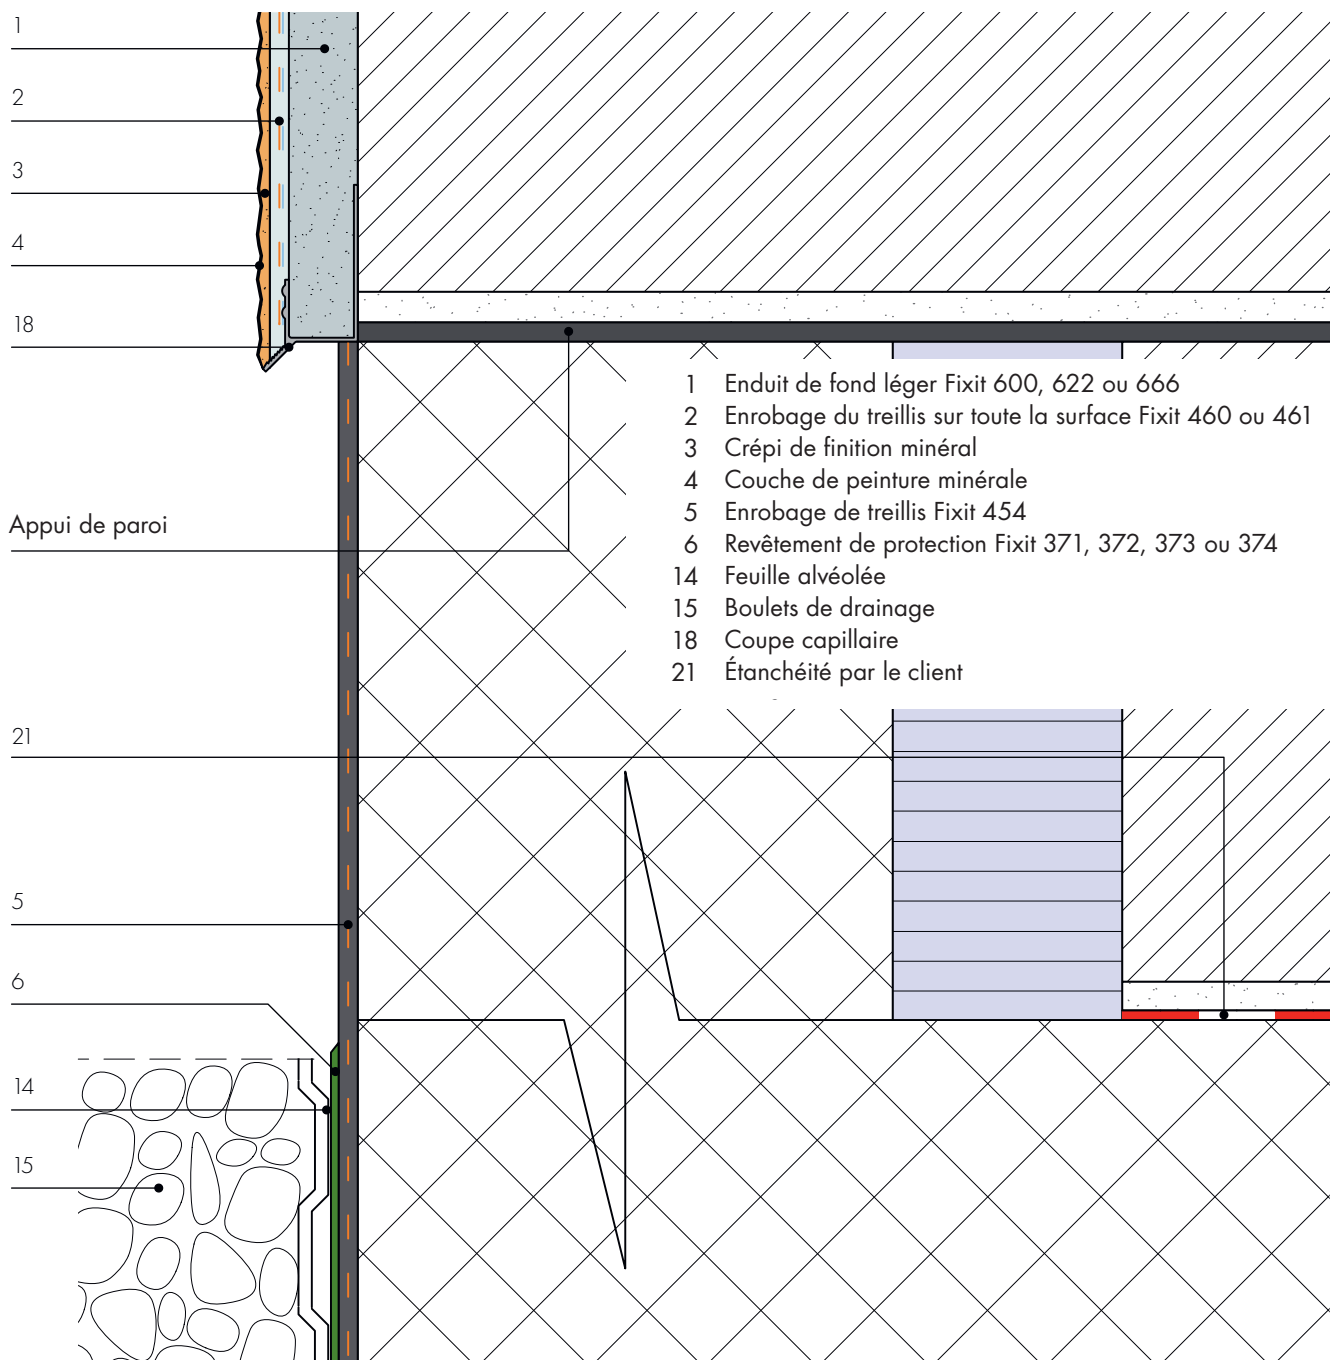 1
2
3
4
18
Appui de paroi
21
5
6
14
15
1 Enduit de fond léger Fixit 600, 622 ou 666
2 Enrobage du treillis sur toute la surface Fixit 460 ou 461
3 Crépi de finition minéral
4 Couche de peinture minérale
5 Enrobage de treillis Fixit 454
6 Revêtement de protection Fixit 371, 372, 373 ou 374
14 Feuille alvéolée
15 Boulets de drainage
18 Coupe capillaire
21 Étanchéité par le client